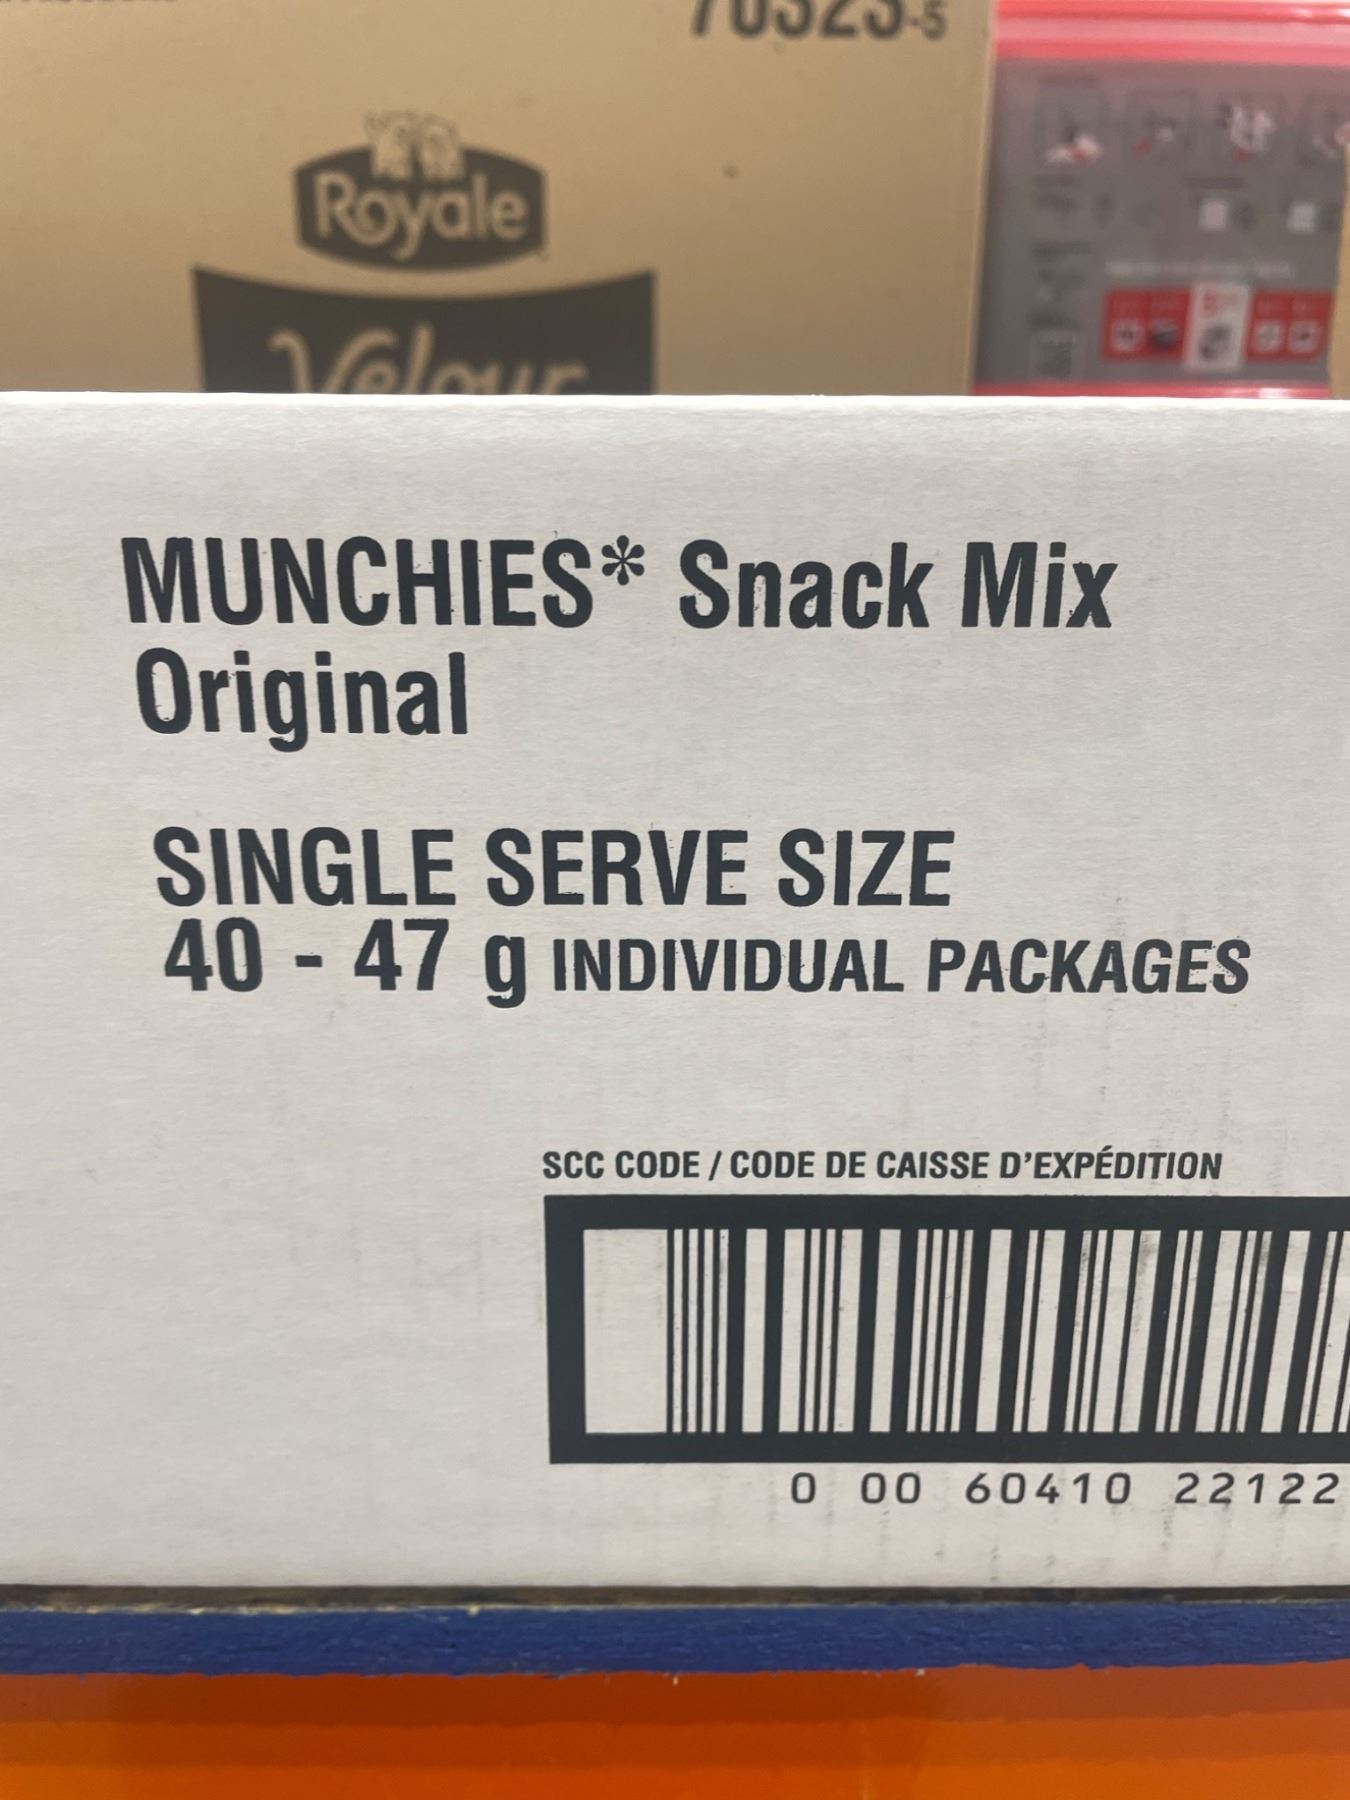 Royale
Velour
MUNCHIES* Snack Mix
Original
SINGLE SERVE SIZE
40 - 47 g INDIVIDUAL PACKAGES
SCC CODE / CODE DE CAISSE D'EXPÉDITION
0 00 60410 22122